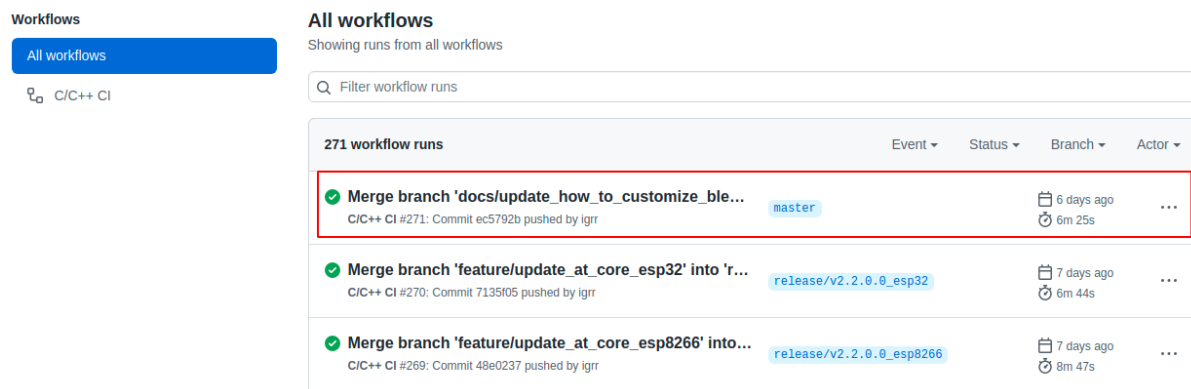 Workflows
All workflows
C/C++ CI
All workflows
Showing runs from all workflows
Filter workflow runs
271 workflow runs Event Status Branch Actor
Merge branch 'docs/update_how_to_customize_ble…
master
6 days ago
C/C++ CI #271: Commit ec5792b pushed by igrr
6m 25s
Merge branch 'feature/update_at_core_esp32' into 'r…
release/v2.2.0.0_esp32
7 days ago
C/C++ CI #270: Commit 7135f05 pushed by igrr
6m 44s
Merge branch 'feature/update_at_core_esp8266' into…
release/v2.2.0.0_esp8266
7 days ago
C/C++ CI #269: Commit 48e0237 pushed by igrr
8m 47s